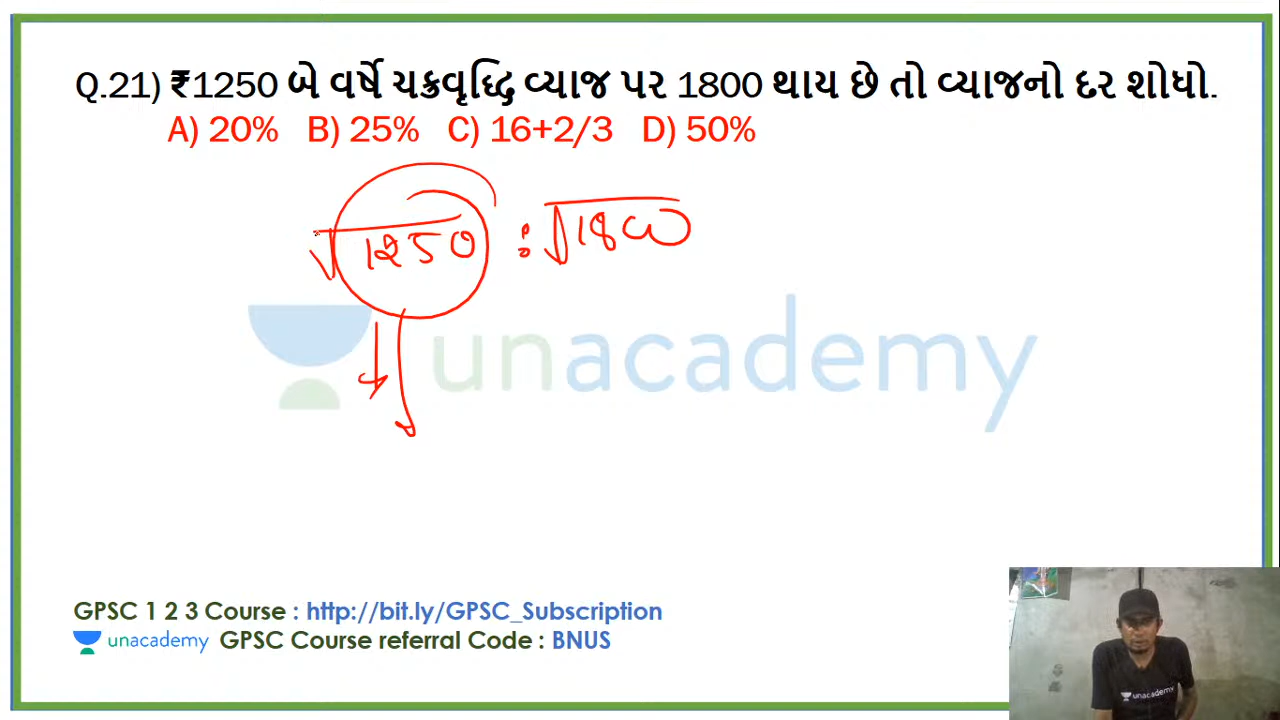 Q.21) ₹1250 બે વર્ષે ચક્રવૃધ્ધિ વ્યાજ પર 1800 થાય છે તો વ્યાજનો દર શોધો.
A) 20% B) 25% C) 16+2/3 D) 50%
√1250 : √1800
unacademy
GPSC 1 2 3 Course : http://bit.ly/GPSC_Subscription
unacademy GPSC Course referral Code : BNUS
unacademy